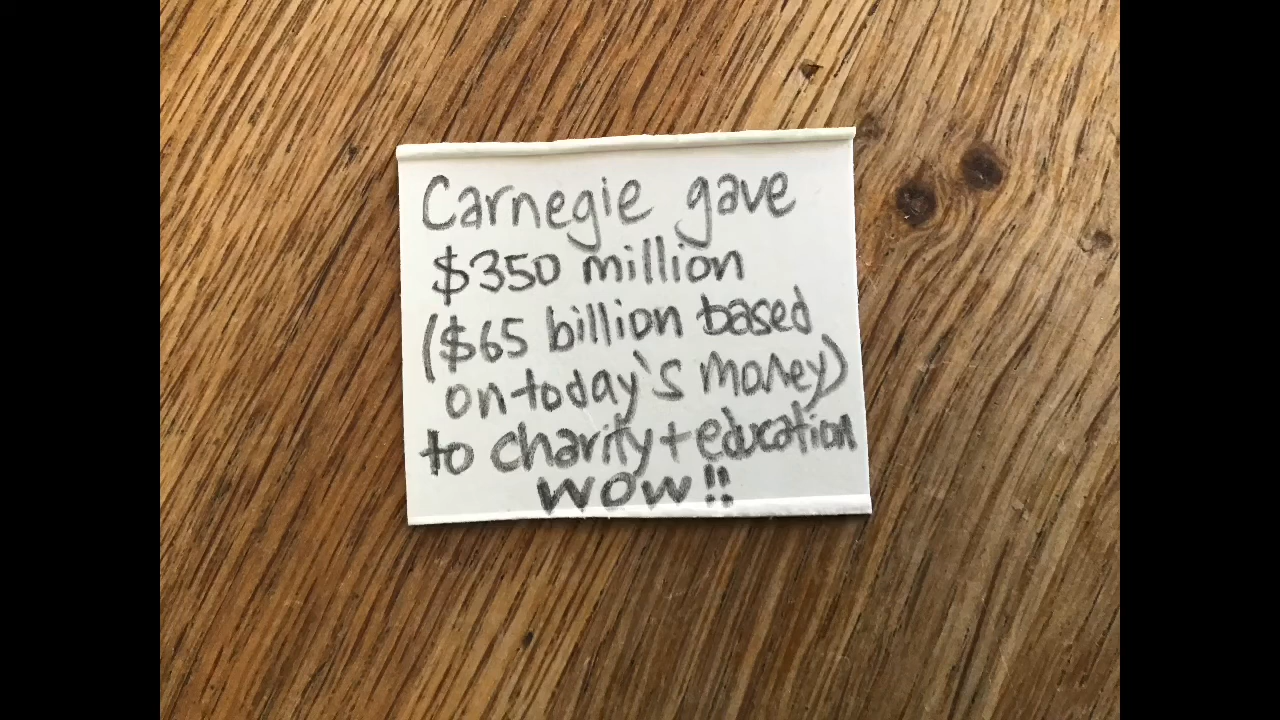 Carnegie gave
$350 million
($65 billion based
on today's money)
to charity + education
WOW!!